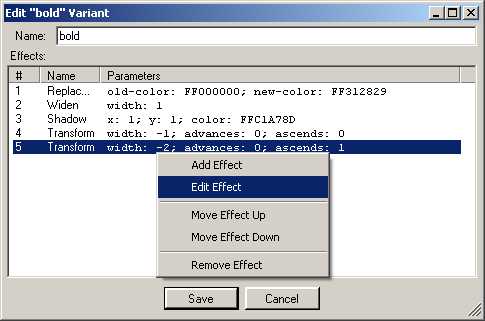 Edit "bold" Variant
Name: bold
Effects:
# Name Parameters
1 Replac... old-color: FF000000; new-color: FF312829
2 Widen width: 1
3 Shadow x: 1; y: 1; color: FFC1A78D
4 Transform width: -1; advances: 0; ascends: 0
5 Transform width: -2; advances: 0; ascends: 1
Add Effect
Edit Effect
Move Effect Up
Move Effect Down
Remove Effect
Save Cancel